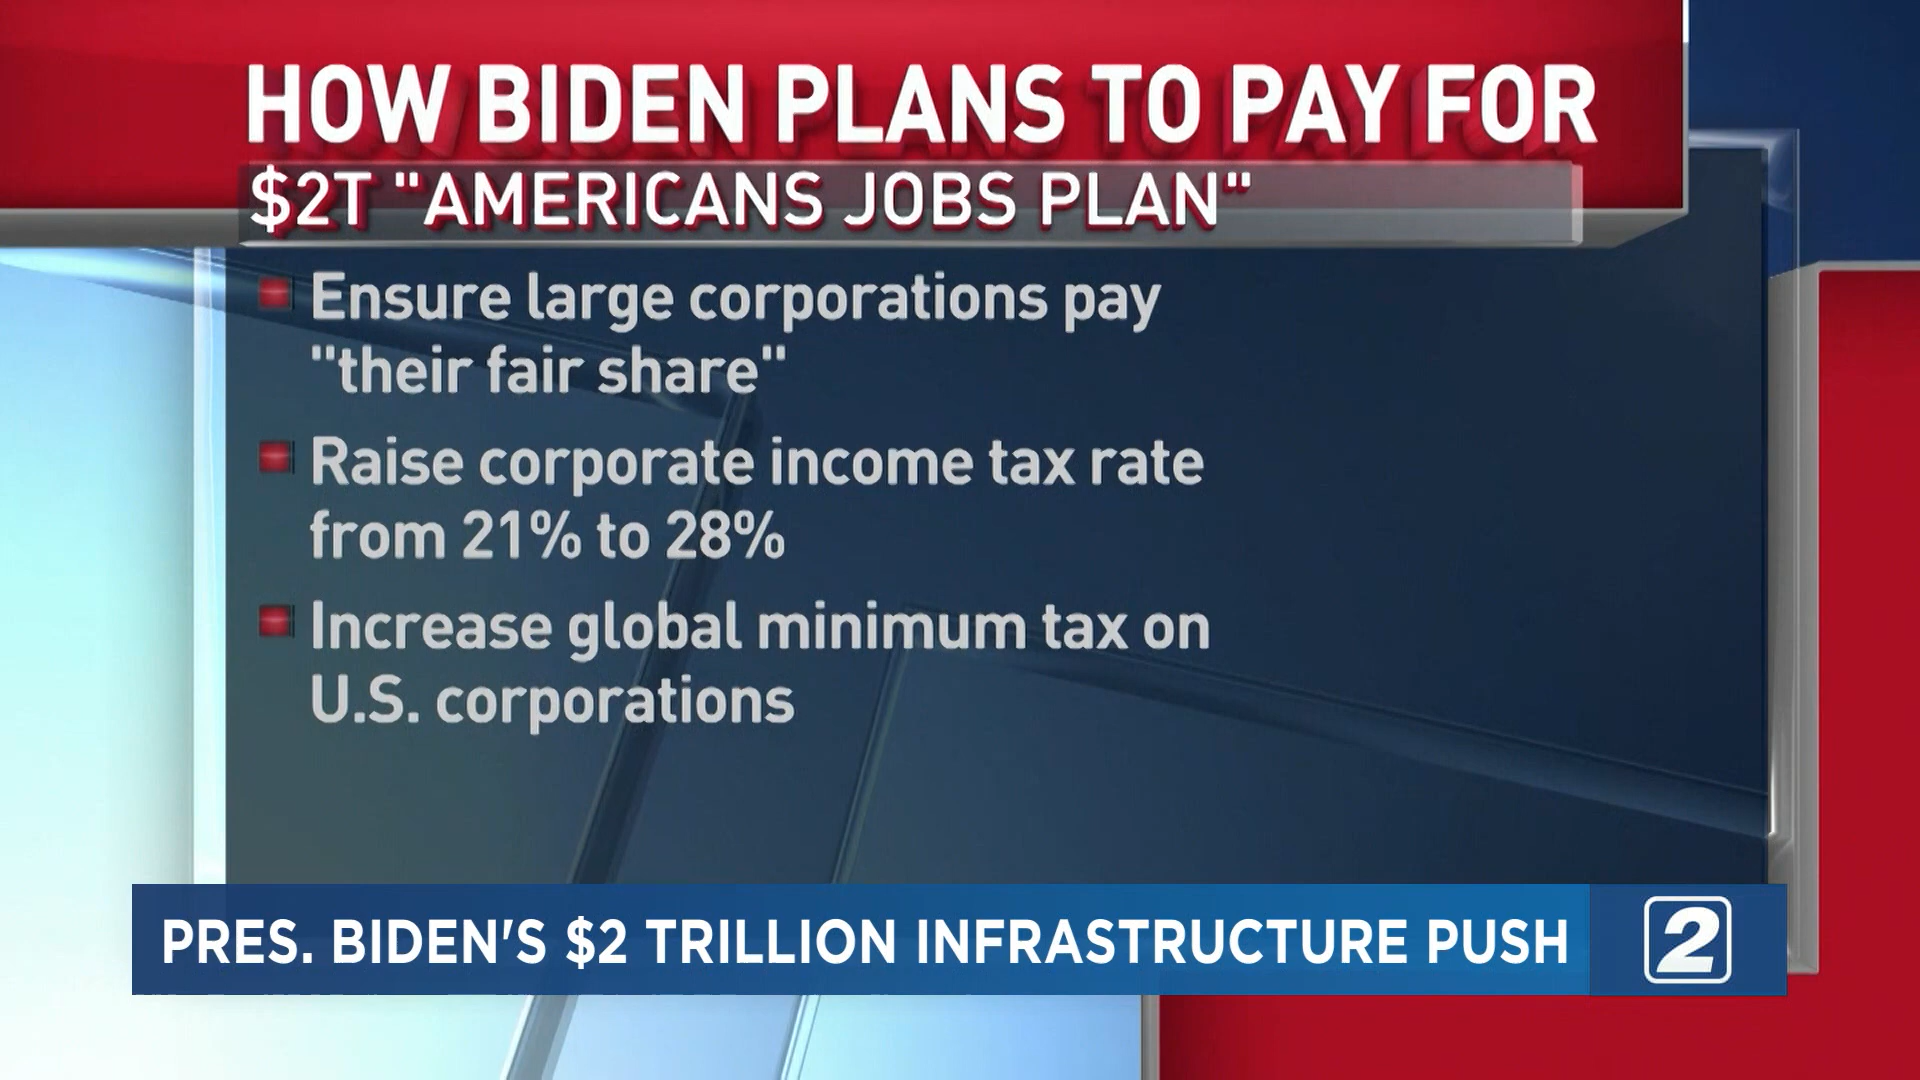 HOW BIDEN PLANS TO PAY FOR
$2T "AMERICANS JOBS PLAN"
Ensure large corporations pay
"their fair share"
Raise corporate income tax rate
from 21% to 28%
Increase global minimum tax on
U.S. corporations
PRES. BIDEN'S $2 TRILLION INFRASTRUCTURE PUSH
2